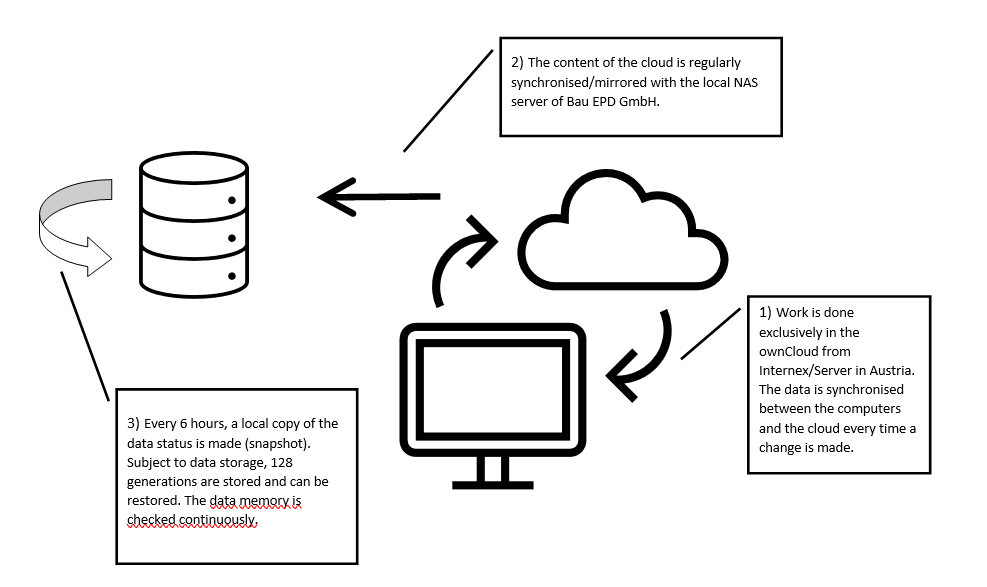 2) The content of the cloud is regularly
synchronised/mirrored with the local NAS
server of Bau EPD GmbH.
1) Work is done
exclusively in the
ownCloud from
Internex/Server in Austria.
The data is synchronised
between the computers
and the cloud every time a
change is made.
3) Every 6 hours, a local copy of the
data status is made (snapshot).
Subject to data storage, 128
generations are stored and can be
restored. The data memory is
checked continuously.